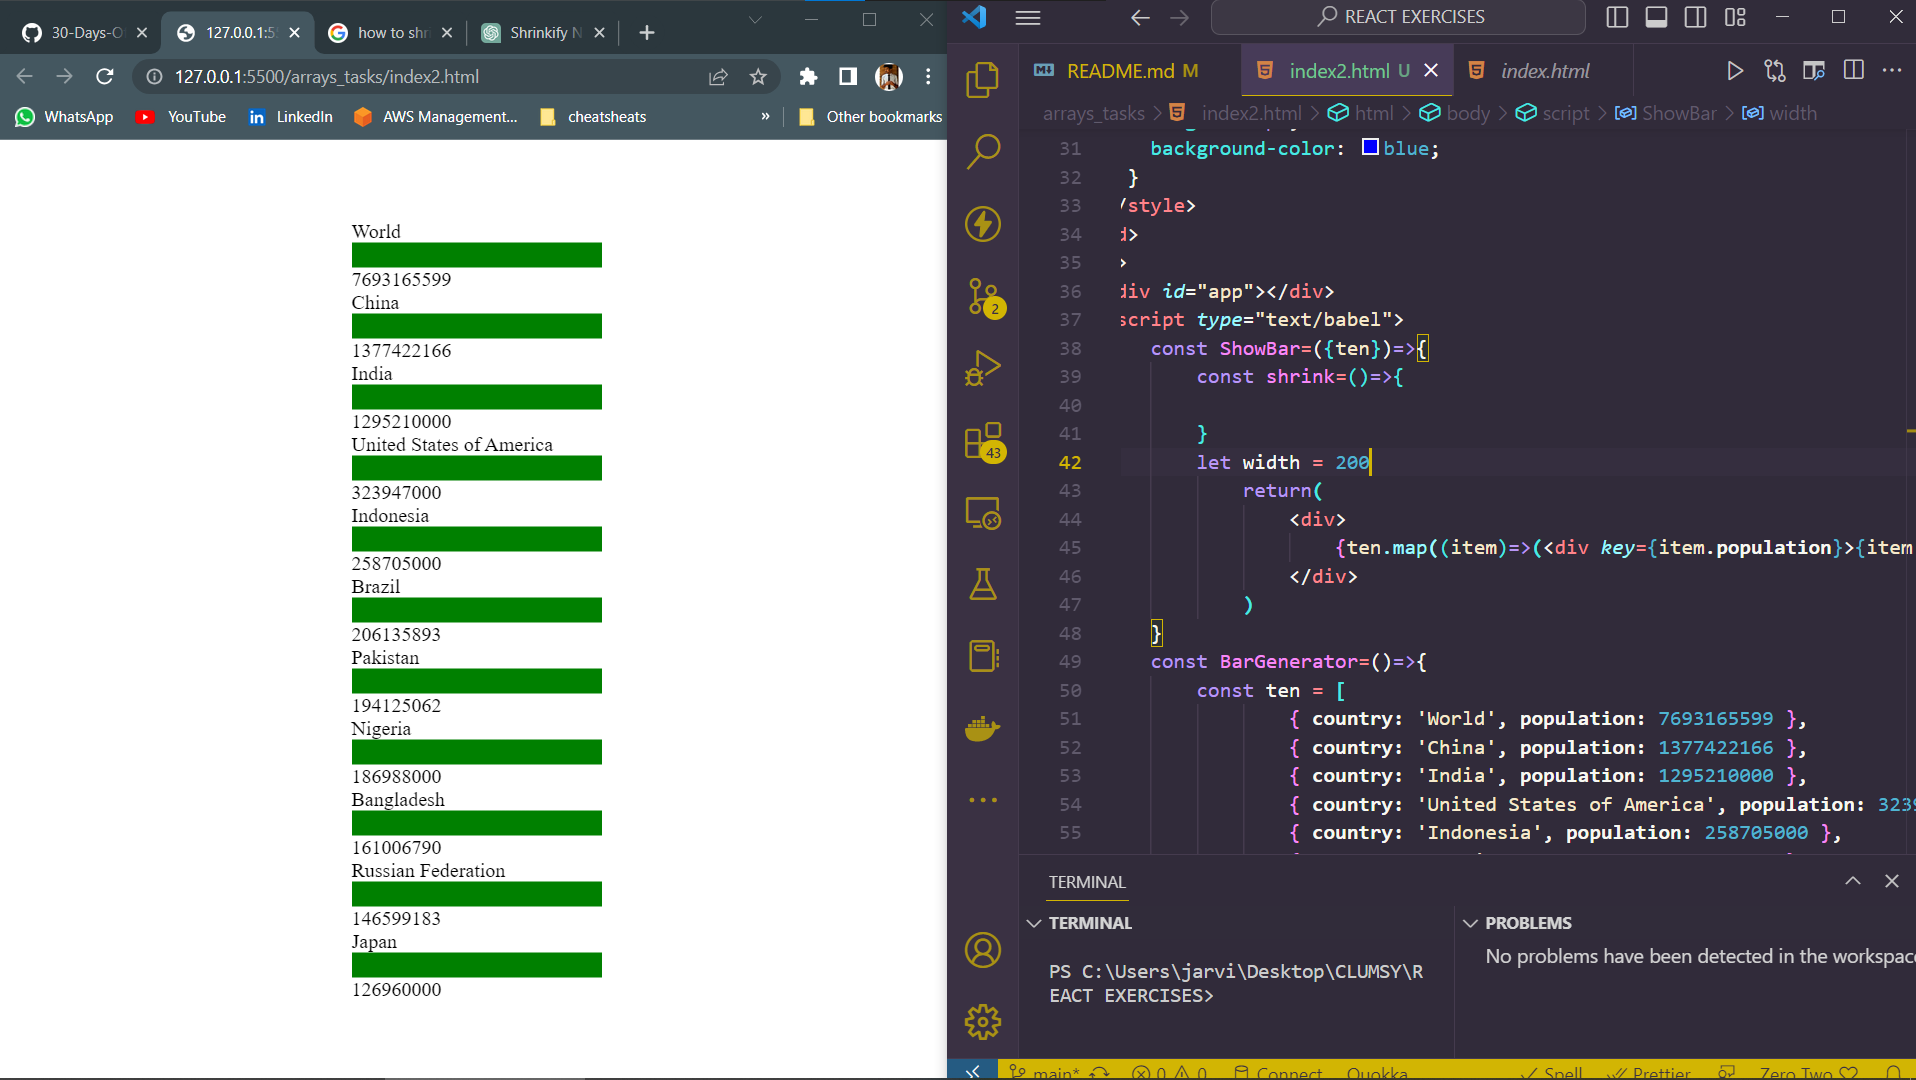 30-Days-O
127.0.0.1:5
how to shr
Shrinkify N
127.0.0.1:5500/arrays_tasks/index2.html
WhatsApp
YouTube
LinkedIn
AWS Management...
cheatsheats
»
Other bookmarks
World
7693165599
China
1377422166
India
1295210000
United States of America
323947000
Indonesia
258705000
Brazil
206135893
Pakistan
194125062
Nigeria
186988000
Bangladesh
161006790
Russian Federation
146599183
Japan
126960000
REACT EXERCISES
README.md M
index2.html U
index.html
arrays_tasks > index2.html > html > body > script > ShowBar > width
31 background-color: blue;
32 }
33 /style>
34 d>
35 >
36 div id="app"></div>
37 script type="text/babel">
38 const ShowBar=({ten})=>{
39 const shrink=()=>{
40
41 }
42 let width = 200
43 return(
44 <div>
45 {ten.map((item)=>(<div key={item.population}>{item
46 </div>
47 )
48 }
49 const BarGenerator=()=>{
50 const ten = [
51 { country: 'World', population: 7693165599 },
52 { country: 'China', population: 1377422166 },
53 { country: 'India', population: 1295210000 },
54 { country: 'United States of America', population: 323
55 { country: 'Indonesia', population: 258705000 },
2
43
TERMINAL
TERMINAL
PS C:\Users\jarvi\Desktop\CLUMSY\R
EACT EXERCISES>
PROBLEMS
No problems have been detected in the workspac
main* 0 0 Connect Quokka Spell Prettier Zero Two